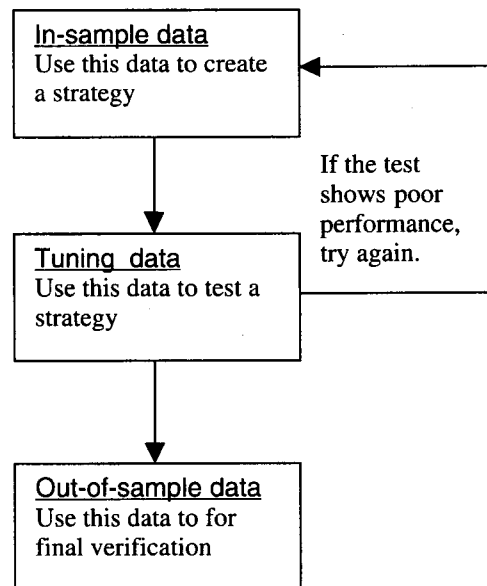 In-sample data
Use this data to create
a strategy
If the test
shows poor
performance,
try again.
Tuning data
Use this data to test a
strategy
Out-of-sample data
Use this data to for
final verification